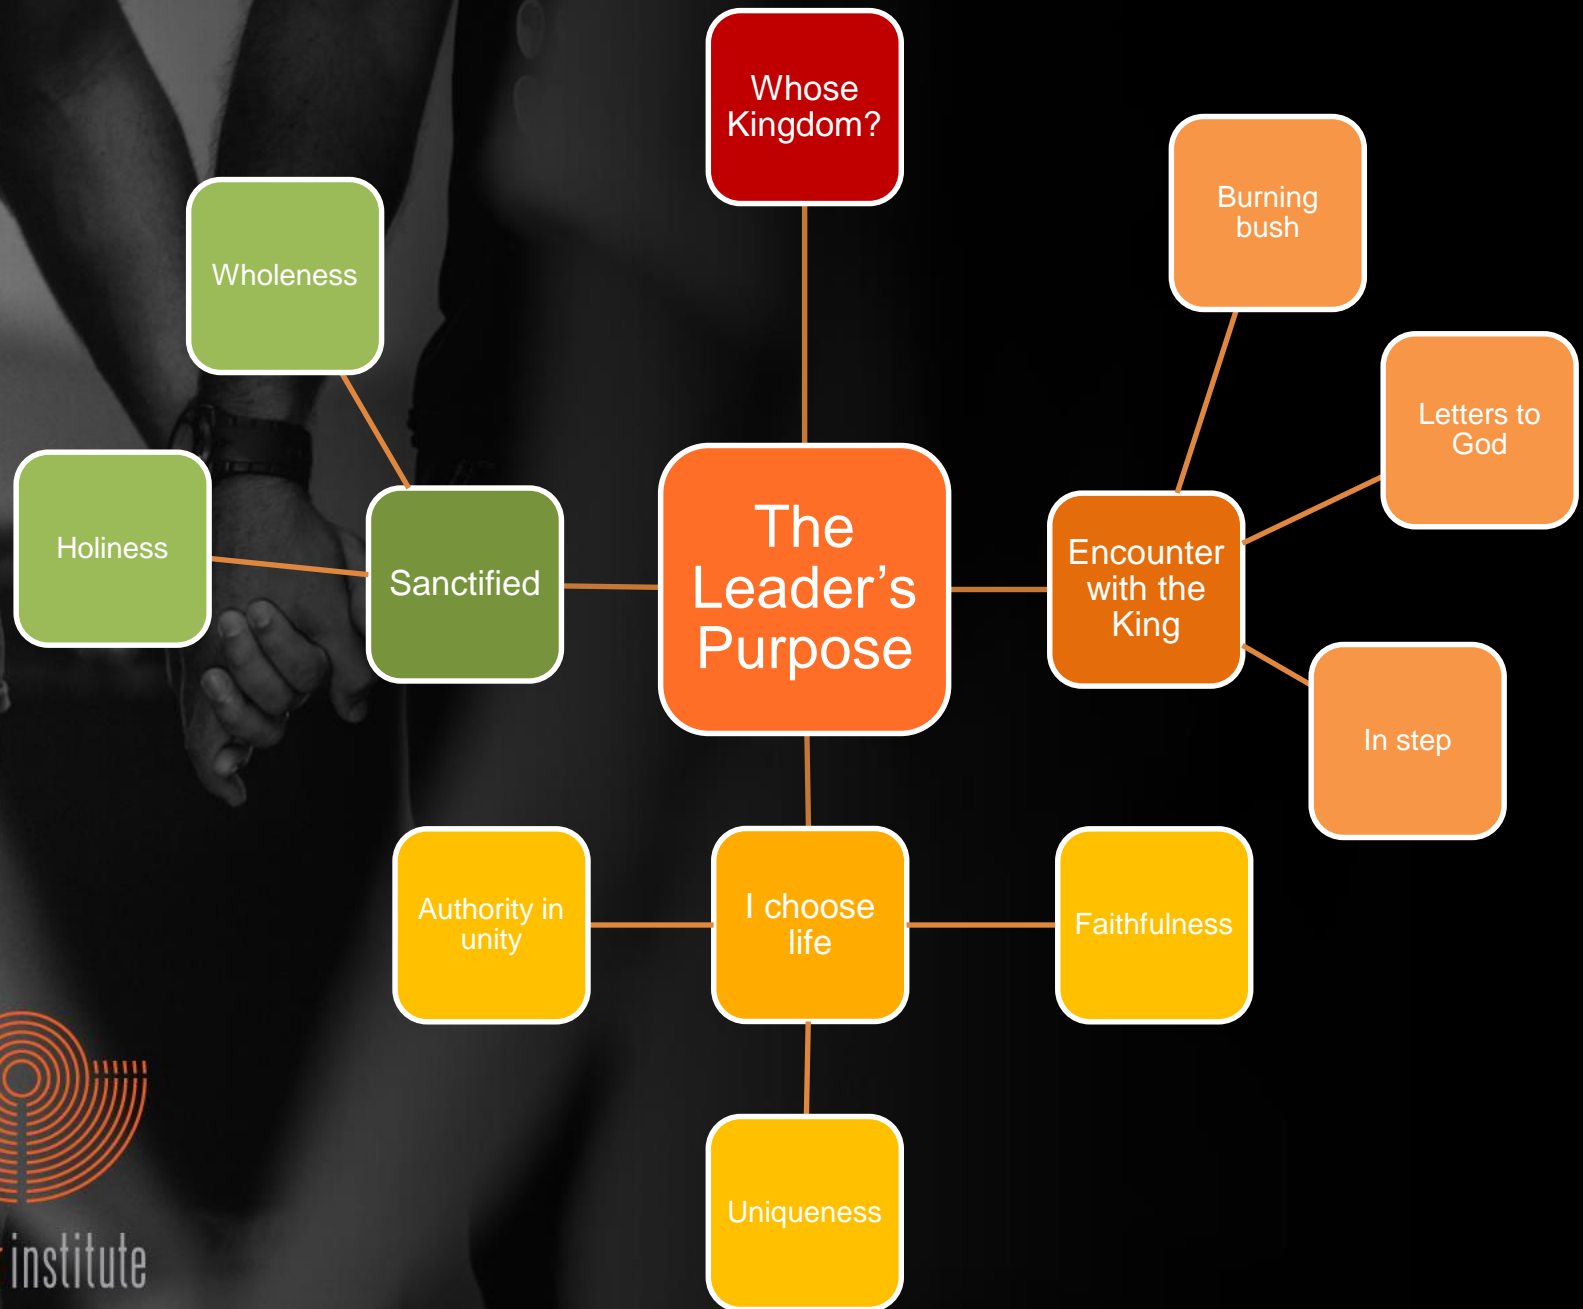 Whose
Kingdom?
Burning
bush
Wholeness
Letters to
God
Holiness
Sanctified
The
Leader’s
Purpose
Encounter
with the
King
In step
Authority in
unity
I choose
life
Faithfulness
Uniqueness
institute